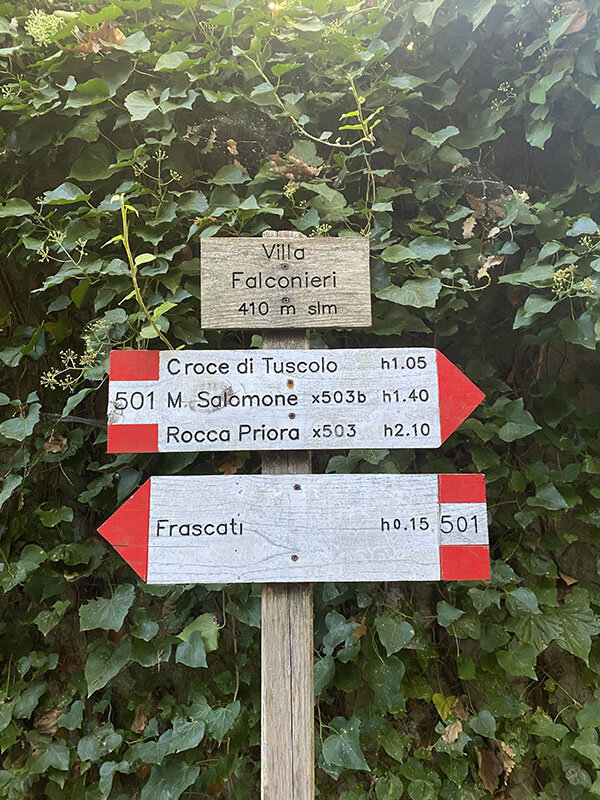 Villa
Falconieri
410 m slm
Croce di Tuscolo h1.05
501 M. Salomone x503b h1.40
Rocca Priora x503 h2.10
Frascati h0.15 501